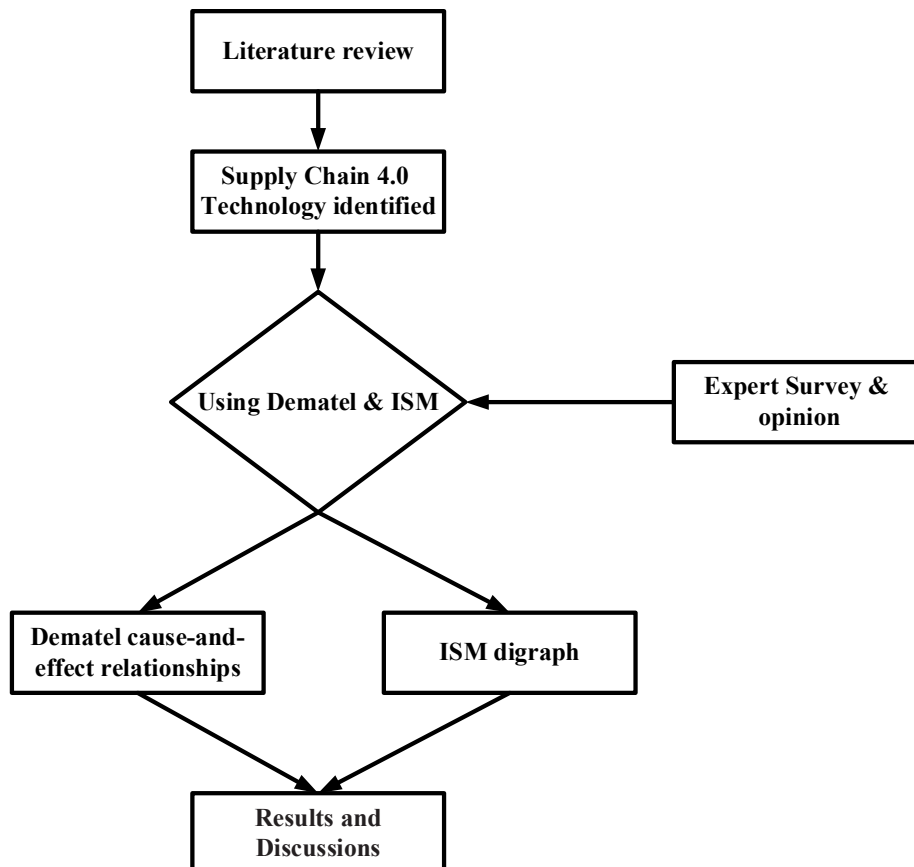 Literature review
Supply Chain 4.0
Technology identified
Using Dematel & ISM
Expert Survey &
opinion
Dematel cause-and-
effect relationships
ISM digraph
Results and
Discussions